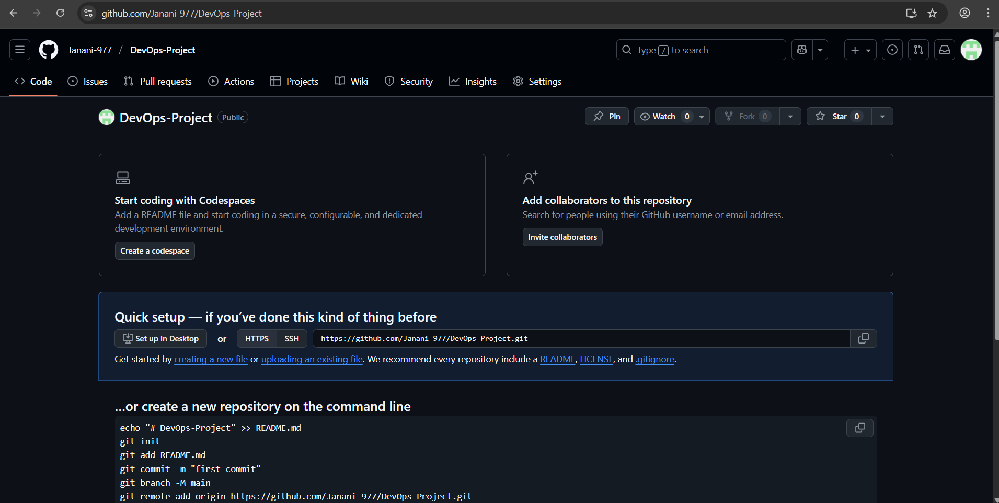 github.com/Janani-977/DevOps-Project
Janani-977 / DevOps-Project
Type / to search
Code Issues Pull requests Actions Projects Wiki Security Insights Settings
DevOps-Project Public
Pin Watch 0 Fork 0 Star 0
Start coding with Codespaces
Add a README file and start coding in a secure, configurable, and dedicated
development environment.
Create a codespace
Add collaborators to this repository
Search for people using their GitHub username or email address.
Invite collaborators
Quick setup — if you’ve done this kind of thing before
Set up in Desktop or HTTPS SSH https://github.com/Janani-977/DevOps-Project.git
Get started by creating a new file or uploading an existing file. We recommend every repository include a README, LICENSE, and .gitignore.
…or create a new repository on the command line
echo "# DevOps-Project" >> README.md
git init
git add README.md
git commit -m "first commit"
git branch -M main
git remote add origin https://github.com/Janani-977/DevOps-Project.git